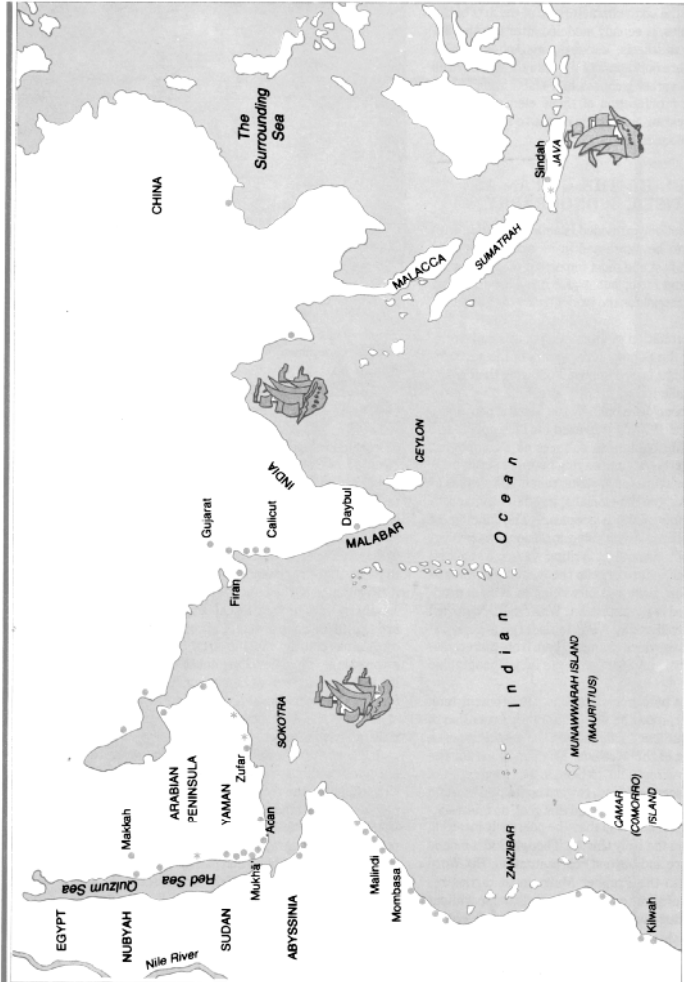 EGYPT
Quizum Sea
NUBYAH
Makkah
Red Sea
Nile River
SUDAN
ARABIAN
PENINSULA
YAMAN
Zufar
Mukhā'
Acan
ABYSSINIA
SOKOTRA
Malindi
Mombasa
ZANZIBAR
Kilwah
CAMAR
(COMORRO)
ISLAND
MUNAWWARAH ISLAND
(MAURITIUS)
Indian Ocean
Firan
Gujarat
Calicut
INDIA
Daybul
MALABAR
CEYLON
CHINA
The
Surrounding
Sea
MALACCA
SUMATRAH
Sindah
JAVA